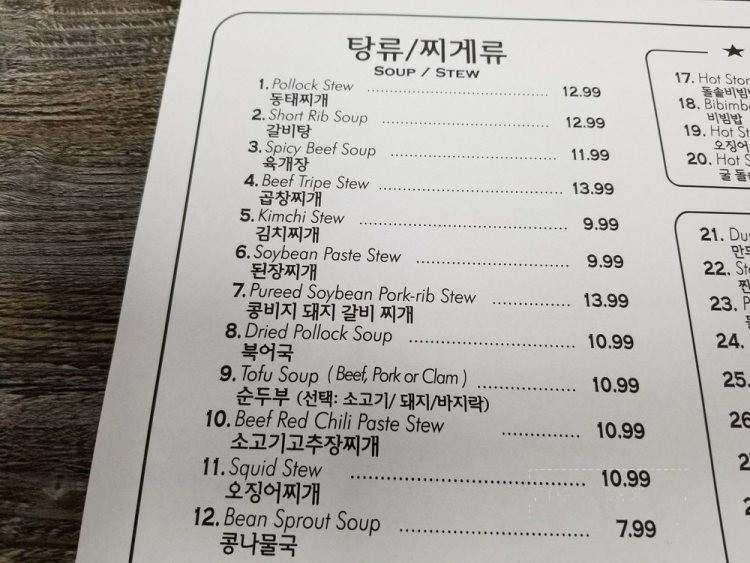 탕류/찌게류
SOUP / STEW
1. Pollock Stew 12.99
동태찌개
2. Short Rib Soup 12.99
갈비탕
3. Spicy Beef Soup 11.99
육개장
4. Beef Tripe Stew 13.99
곱창찌개
5. Kimchi Stew 9.99
김치찌개
6. Soybean Paste Stew 9.99
된장찌개
7. Pureed Soybean Pork-rib Stew 13.99
콩비지 돼지 갈비 찌개
8. Dried Pollock Soup 10.99
북어국
9. Tofu Soup (Beef, Pork or Clam) 10.99
순두부 (선택: 소고기/ 돼지/바지락)
10. Beef Red Chili Paste Stew 10.99
소고기고추장찌개
11. Squid Stew 10.99
오징어찌개
12. Bean Sprout Soup 7.99
콩나물국
17. Hot
돌솥비빔
18.
비빔밥
19. Hot
오징어
20. Hot
굴
21.
22.
23.
24.
25.